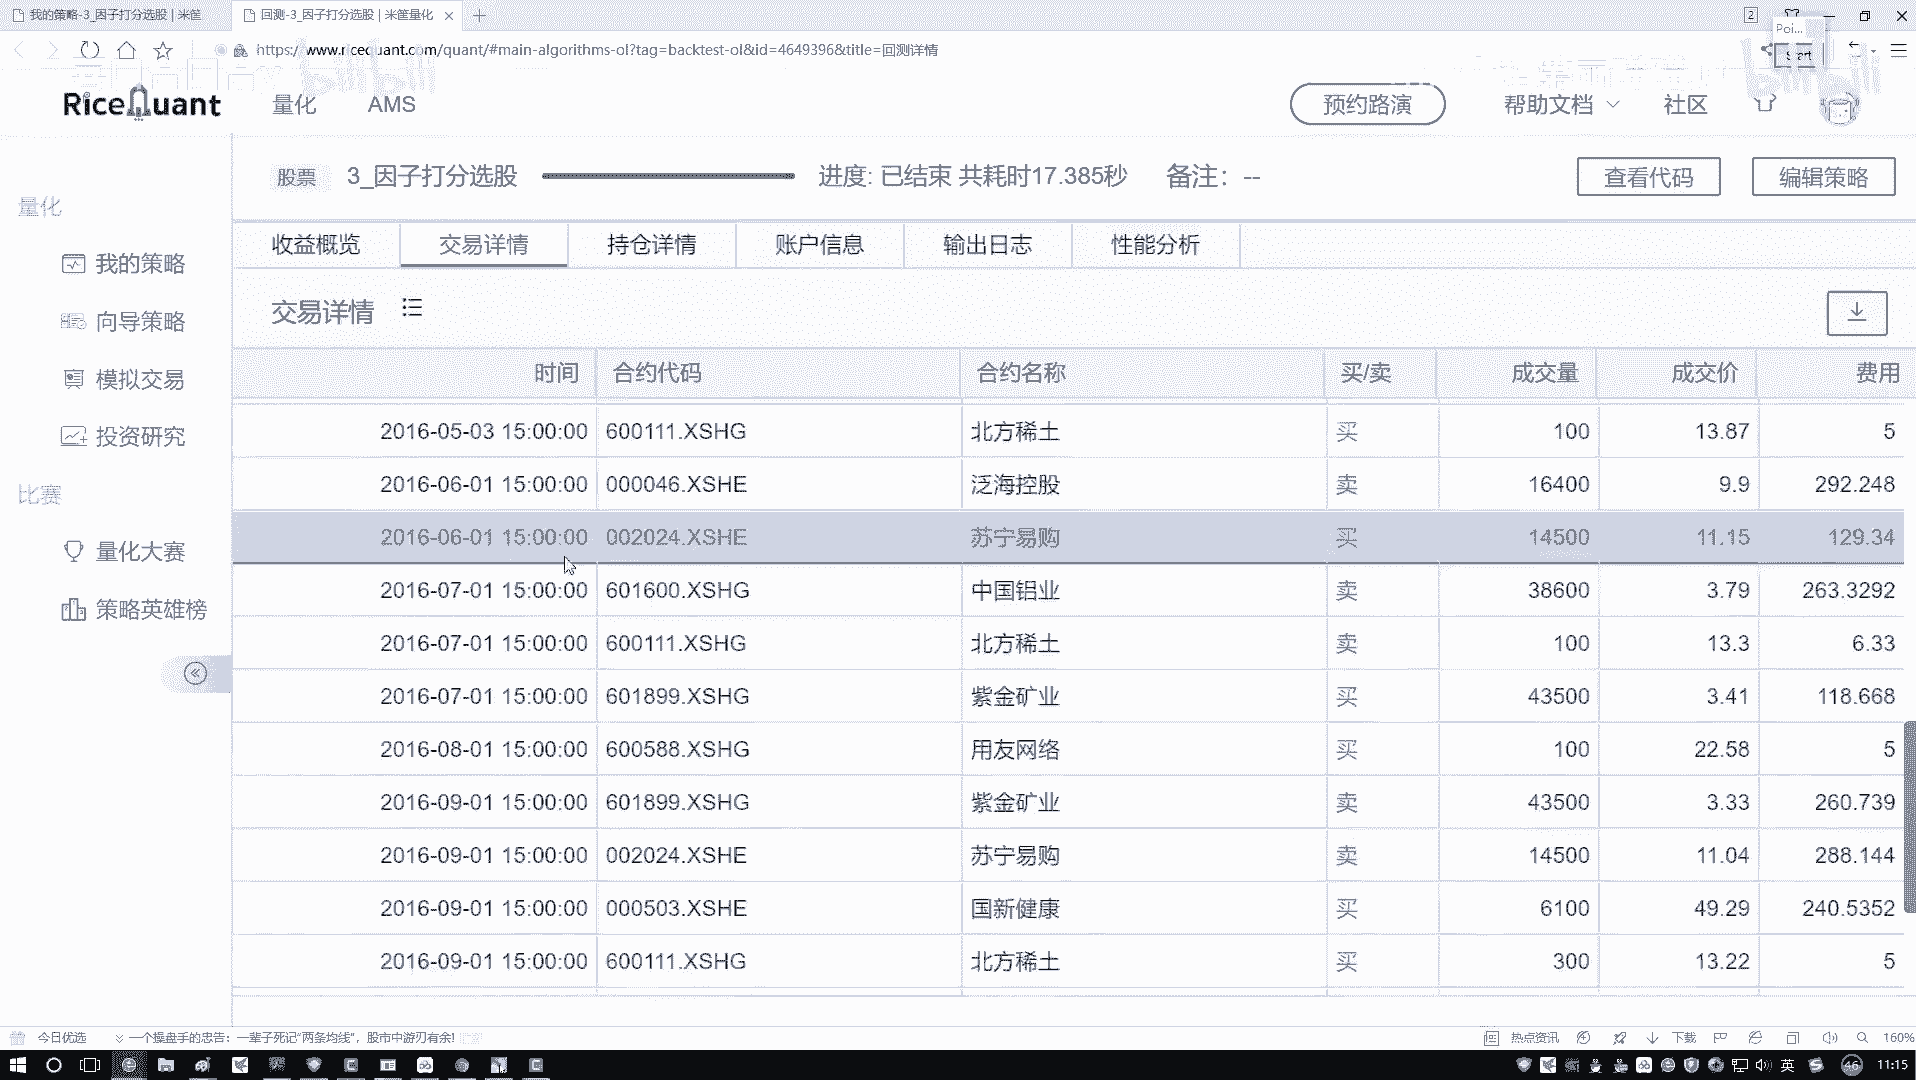 我的策略-3_因子打分选股 | 米筐
回测-3_因子打分选股 | 米筐量化
2
https://www.ricequant.com/quant/#main-algorithms-ol?tag=backtest-ol&id=4649396&title=回测详情
Poi...
Start
bilibili
bilibili
RiceQuant
量化
AMS
预约路演
帮助文档
社区
股票
3_因子打分选股
进度: 已结束 共耗时17.385秒
备注: --
查看代码
编辑策略
量化
我的策略
向导策略
模拟交易
投资研究
比赛
量化大赛
策略英雄榜
收益概览 交易详情 持仓详情 账户信息 输出日志 性能分析
交易详情
时间 合约代码 合约名称 买/卖 成交量 成交价 费用
2016-05-03 15:00:00 600111.XSHG 北方稀土 买 100 13.87 5
2016-06-01 15:00:00 000046.XSHE 泛海控股 卖 16400 9.9 292.248
2016-06-01 15:00:00 002024.XSHE 苏宁易购 买 14500 11.15 129.34
2016-07-01 15:00:00 601600.XSHG 中国铝业 卖 38600 3.79 263.3292
2016-07-01 15:00:00 600111.XSHG 北方稀土 卖 100 13.3 6.33
2016-07-01 15:00:00 601899.XSHG 紫金矿业 买 43500 3.41 118.668
2016-08-01 15:00:00 600588.XSHG 用友网络 买 100 22.58 5
2016-09-01 15:00:00 601899.XSHG 紫金矿业 卖 43500 3.33 260.739
2016-09-01 15:00:00 002024.XSHE 苏宁易购 卖 14500 11.04 288.144
2016-09-01 15:00:00 000503.XSHE 国新健康 买 6100 49.29 240.5352
2016-09-01 15:00:00 600111.XSHG 北方稀土 买 300 13.22 5
今日优选
一个操盘手的忠告：一辈子死记“两条均线”，股市中游刃有余!
热点资讯
下载
160%
英
46
11:15